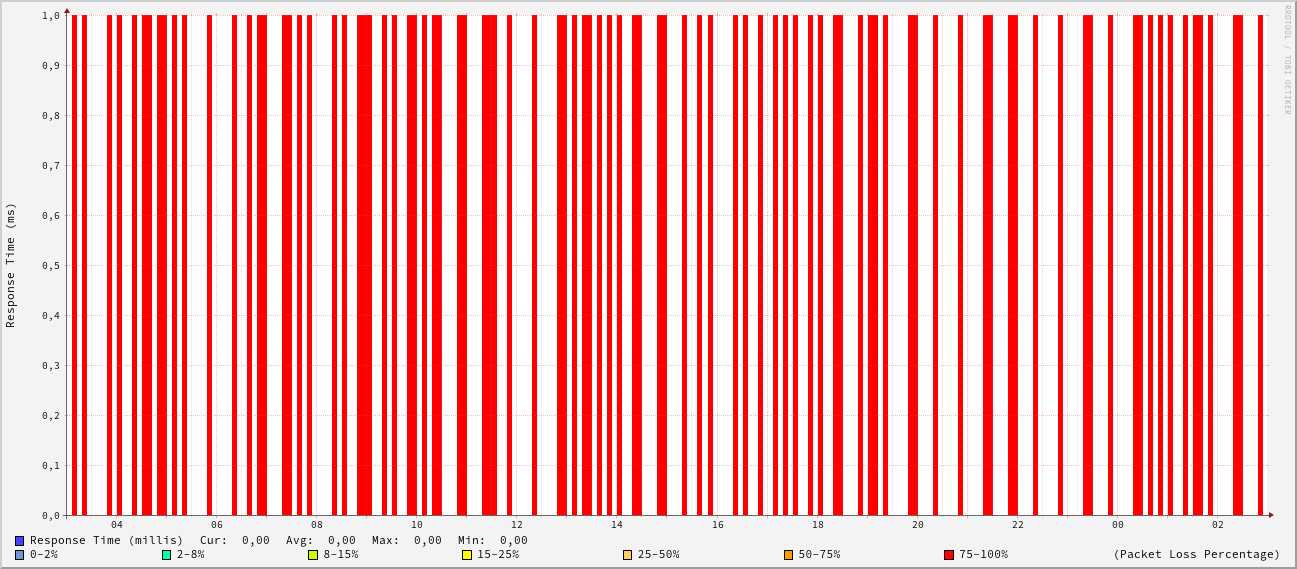 RRDTOOL / TOBI OETIKER
Response Time (ms)
1,0
0,9
0,8
0,7
0,6
0,5
0,4
0,3
0,2
0,1
0,0
04 06 08 10 12 14 16 18 20 22 00 02
Response Time (millis) Cur: 0,00 Avg: 0,00 Max: 0,00 Min: 0,00
0-2% 2-8% 8-15% 15-25% 25-50% 50-75% 75-100% (Packet Loss Percentage)